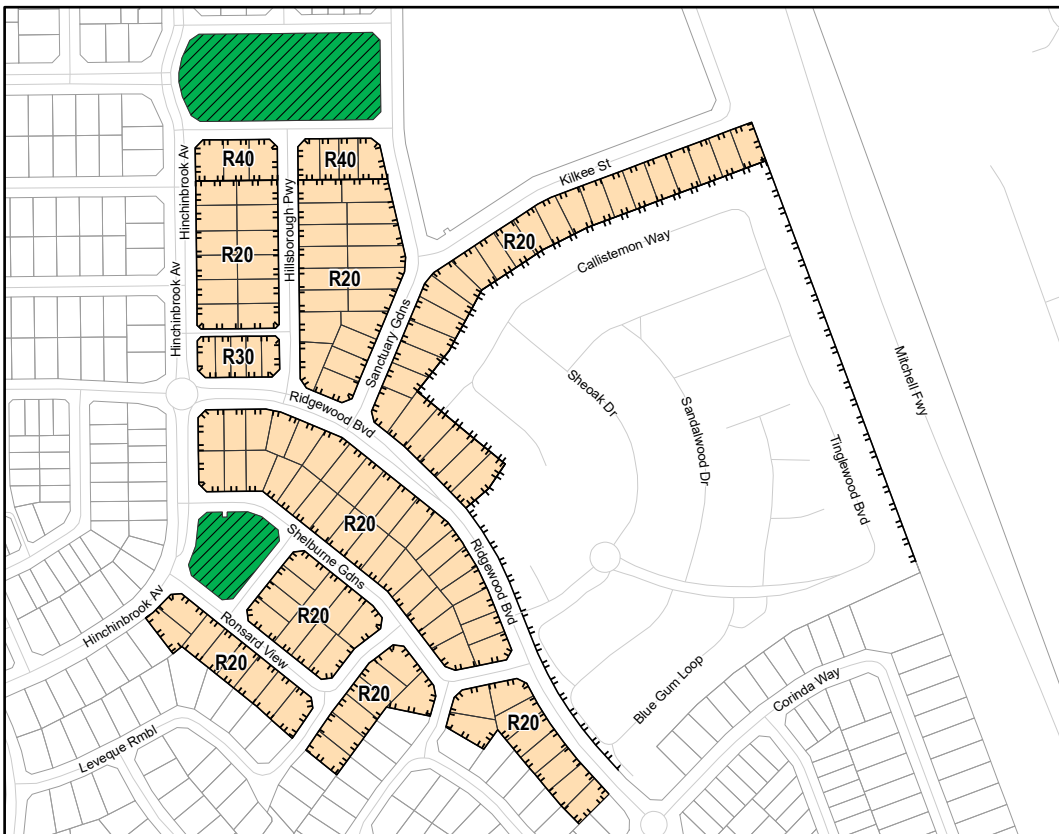 Hinchinbrook Av
R40
R40
Hillsborough Pwy
Kilkee St
R20
R20
R20
Callistemon Way
Hinchinbrook Av
Sanctuary Gdns
R30
Ridgewood Bvd
Sheoak Dr
Sandalwood Dr
Mitchell Fwy
Tinglewood Bvd
R20
Shelburne Gdns
Ridgewood Bvd
Hinchinbrook Av
R20
Ronsard View
R20
R20
R20
Blue Gum Loop
Corinda Way
Leveque Rmbl